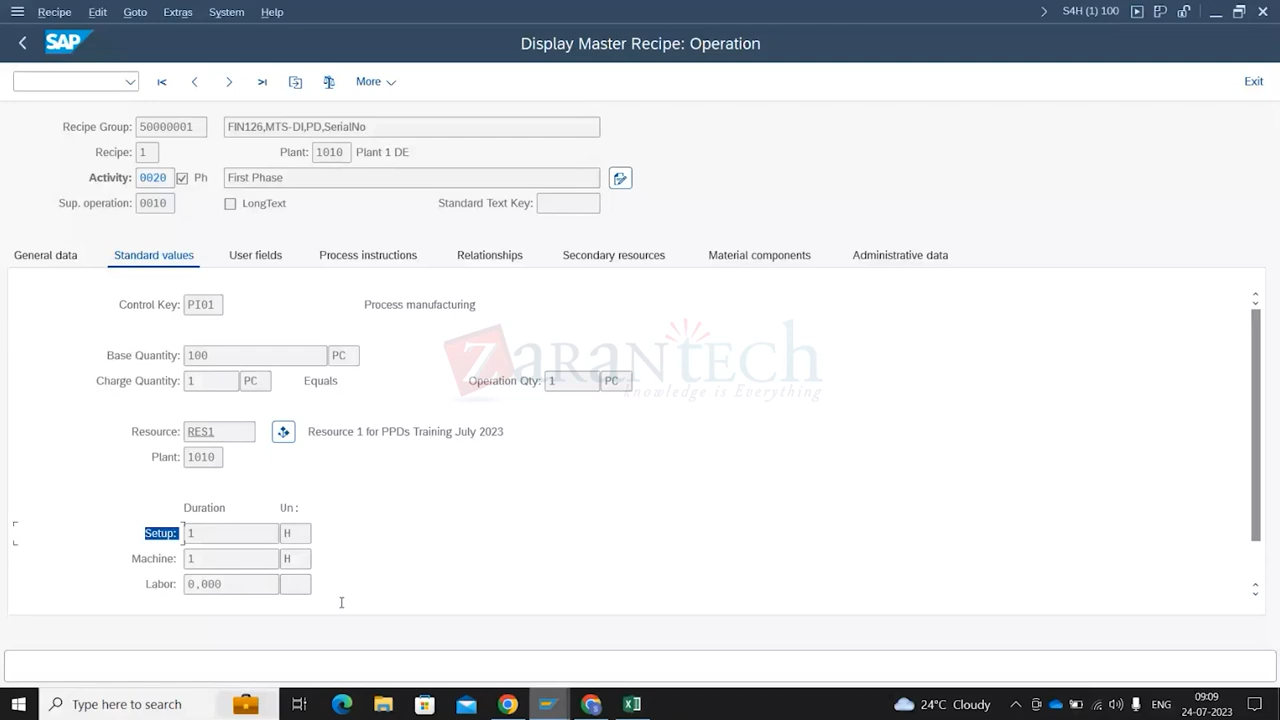 Recipe Edit Goto Extras System Help S4H (1) 100
SAP Display Master Recipe: Operation
More Exit
Recipe Group: 50000001 FIN126,MTS-DI,PD,SerialNo
Recipe: 1 Plant: 1010 Plant 1 DE
Activity: 0020 Ph First Phase
Sup. operation: 0010 LongText Standard Text Key:
General data Standard values User fields Process instructions Relationships Secondary resources Material components Administrative data
Control Key: PI01 Process manufacturing
Base Quantity: 100 PC
Charge Quantity: 1 PC Equals Operation Qty: 1 PC
ZaranTech
knowledge is Everything
Resource: RES1 Resource 1 for PPDs Training July 2023
Plant: 1010
Duration Un:
Setup: 1 H
Machine: 1 H
Labor: 0.000
Type here to search 24°C Cloudy ENG 09:09
24-07-2023